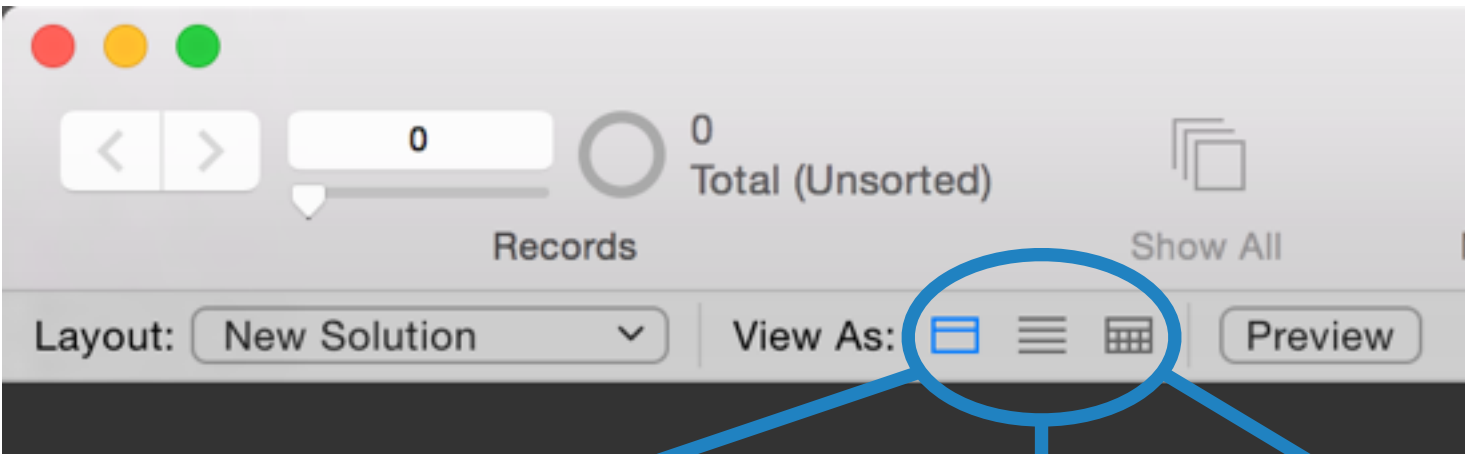 0
0
Total (Unsorted)
Records
Show All
Layout: New Solution
View As:
Preview